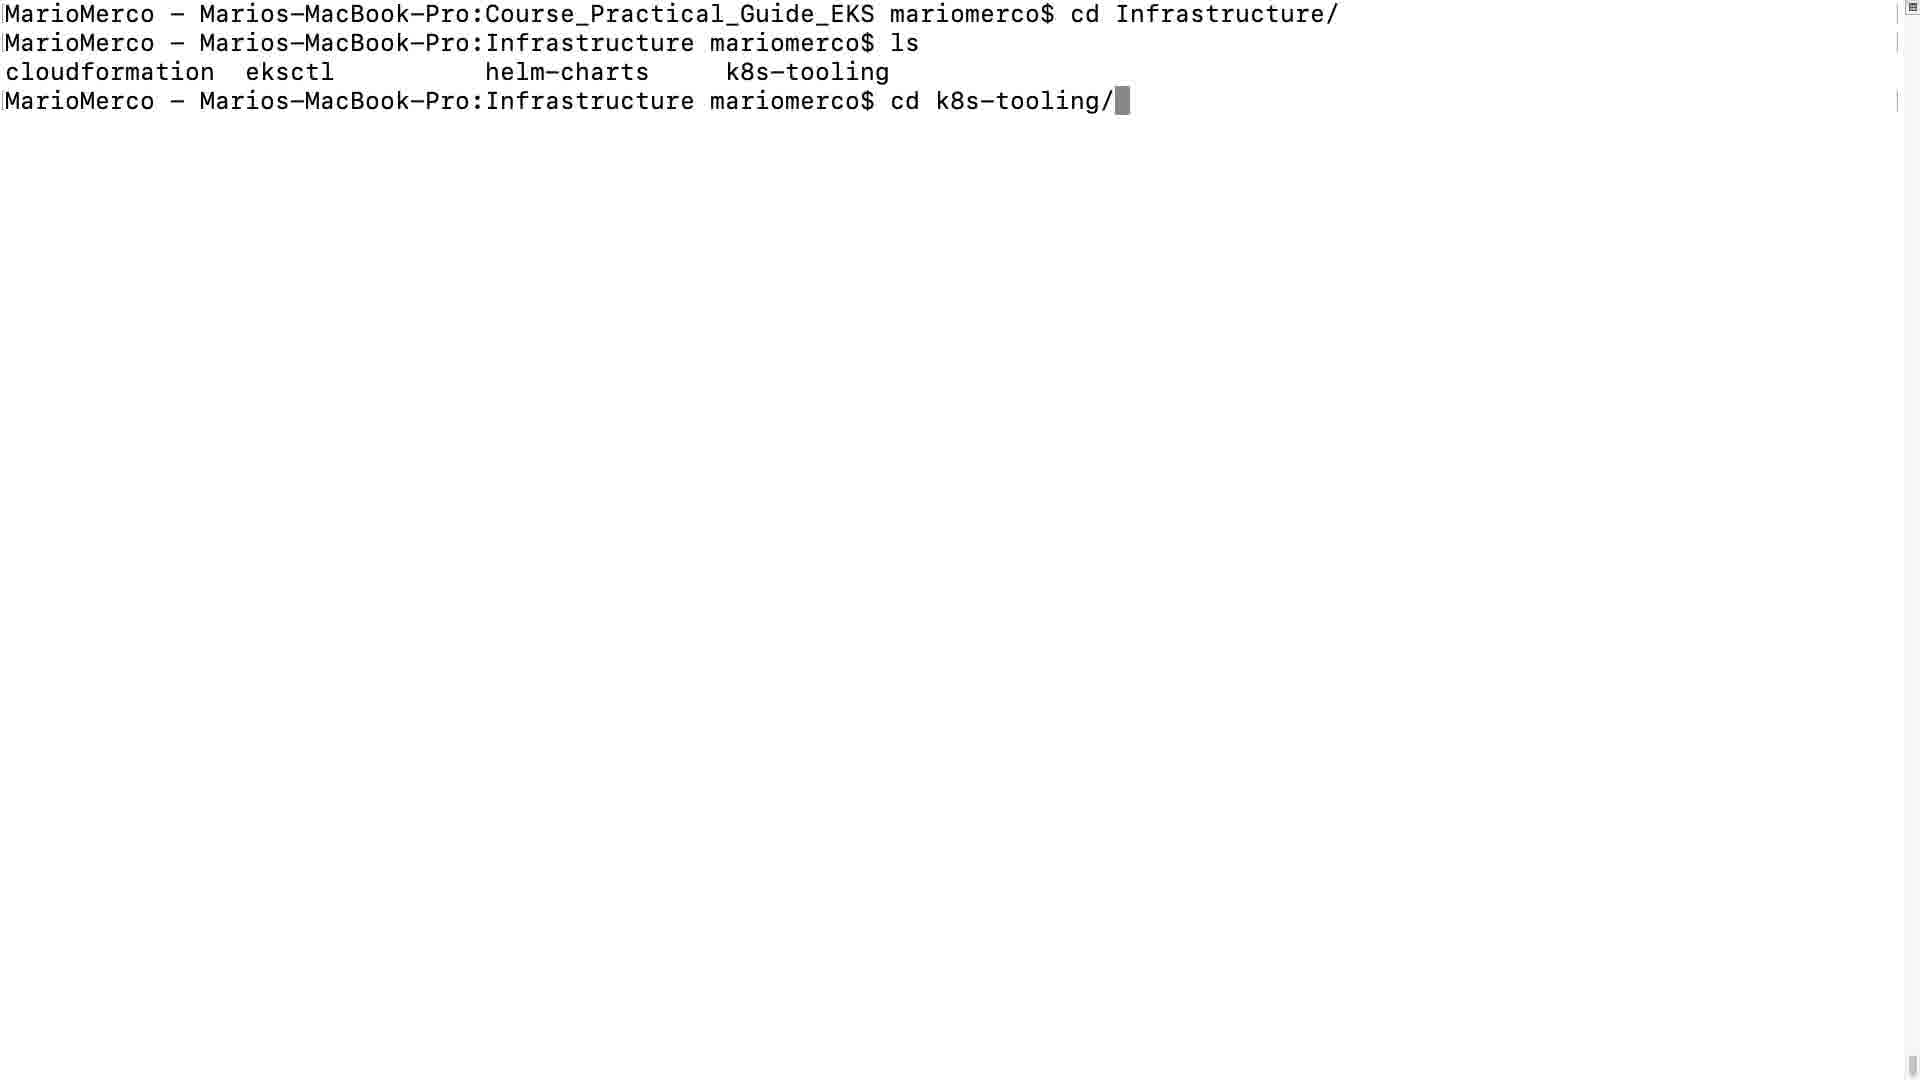 MarioMerco - Marios-MacBook-Pro:Course_Practical_Guide_EKS mariomerco$ cd Infrastructure/
MarioMerco - Marios-MacBook-Pro:Infrastructure mariomerco$ ls
cloudformation  eksctl          helm-charts     k8s-tooling
MarioMerco - Marios-MacBook-Pro:Infrastructure mariomerco$ cd k8s-tooling/